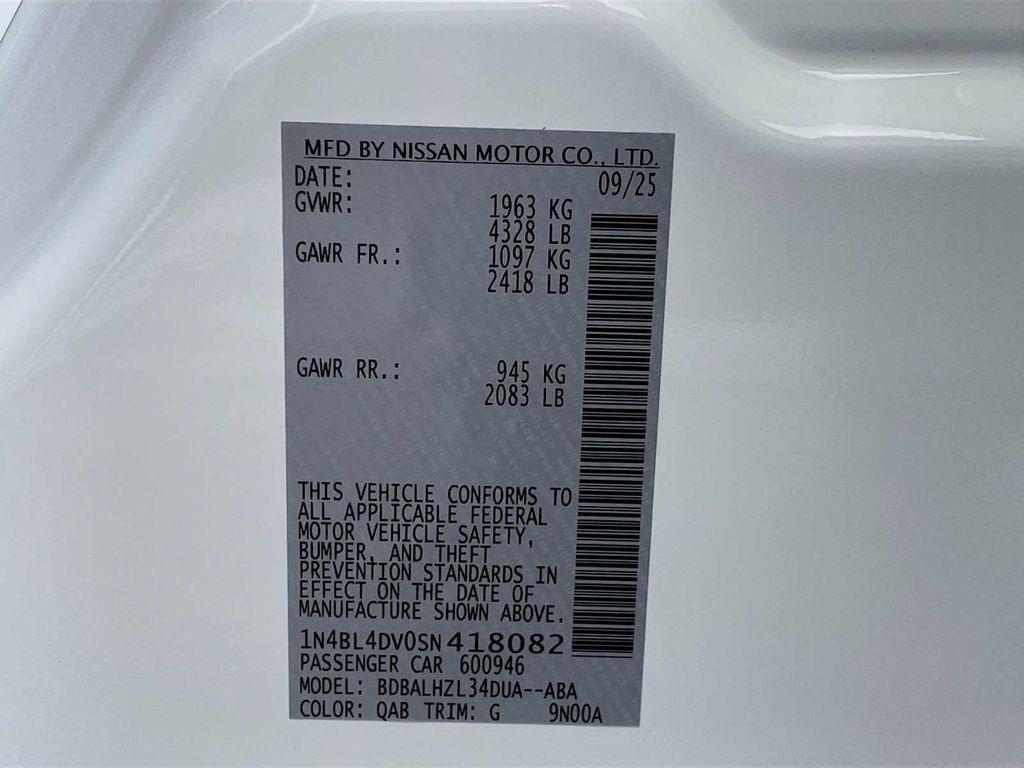 MFD BY NISSAN MOTOR CO., LTD.
DATE: 09/25
GVWR: 1963 KG
4328 LB
GAWR FR.: 1097 KG
2418 LB
GAWR RR.: 945 KG
2083 LB
THIS VEHICLE CONFORMS TO
ALL APPLICABLE FEDERAL
MOTOR VEHICLE SAFETY,
BUMPER, AND THEFT
PREVENTION STANDARDS IN
EFFECT ON THE DATE OF
MANUFACTURE SHOWN ABOVE.
1N4BL4DV0SN418082
PASSENGER CAR 600946
MODEL: BDBALHZL34DUA--ABA
COLOR: QAB TRIM: G 9N00A